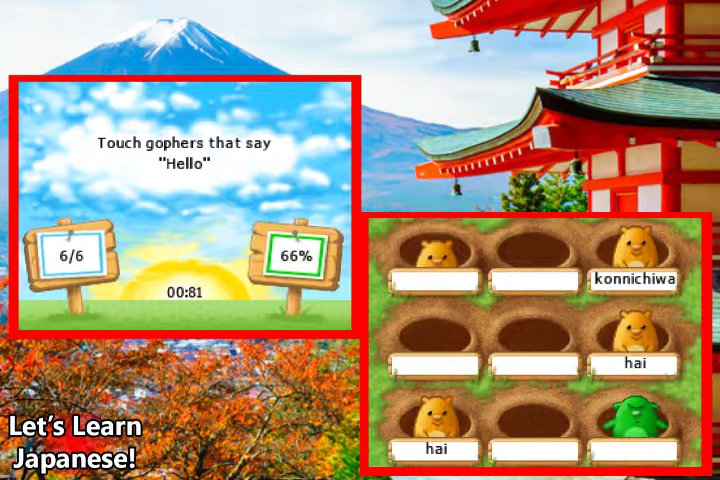 Touch gophers that say
"Hello"
6/6
66%
00:81
konnichiwa
hai
hai
Let's Learn
Japanese!